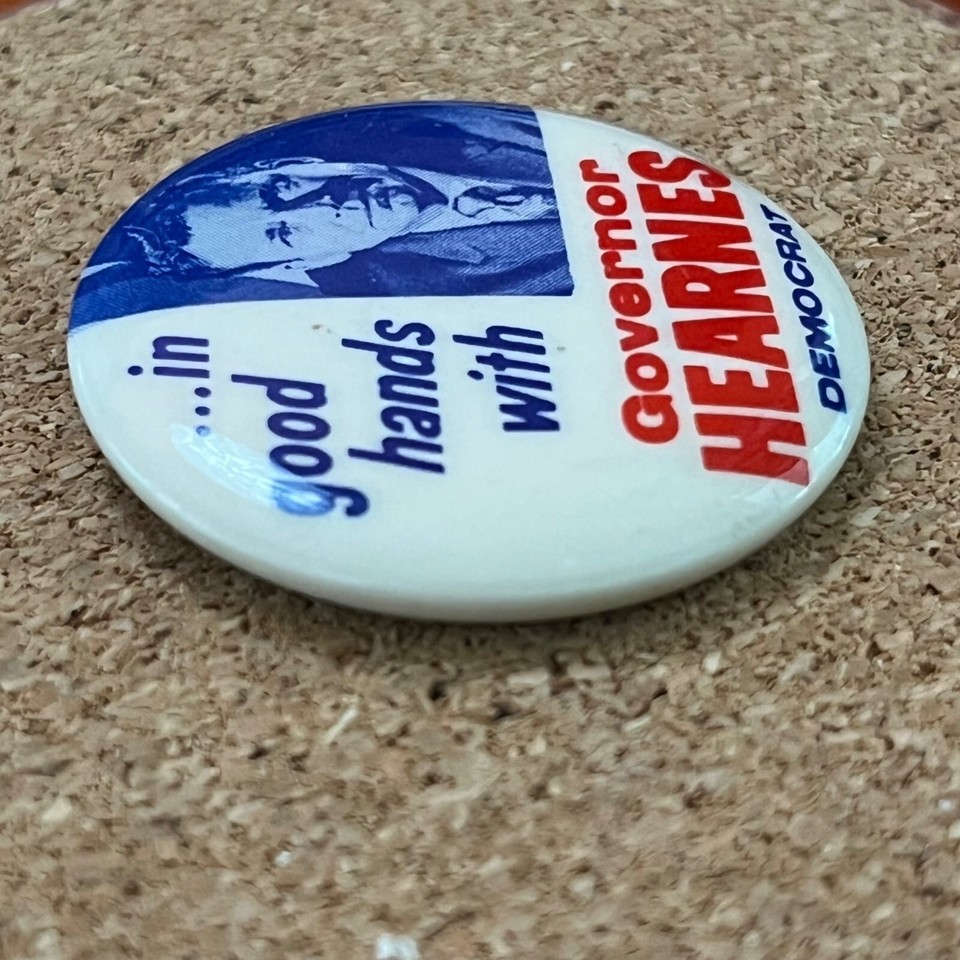 ...in
good
hands
with
Governor
HEARNES
DEMOCRAT